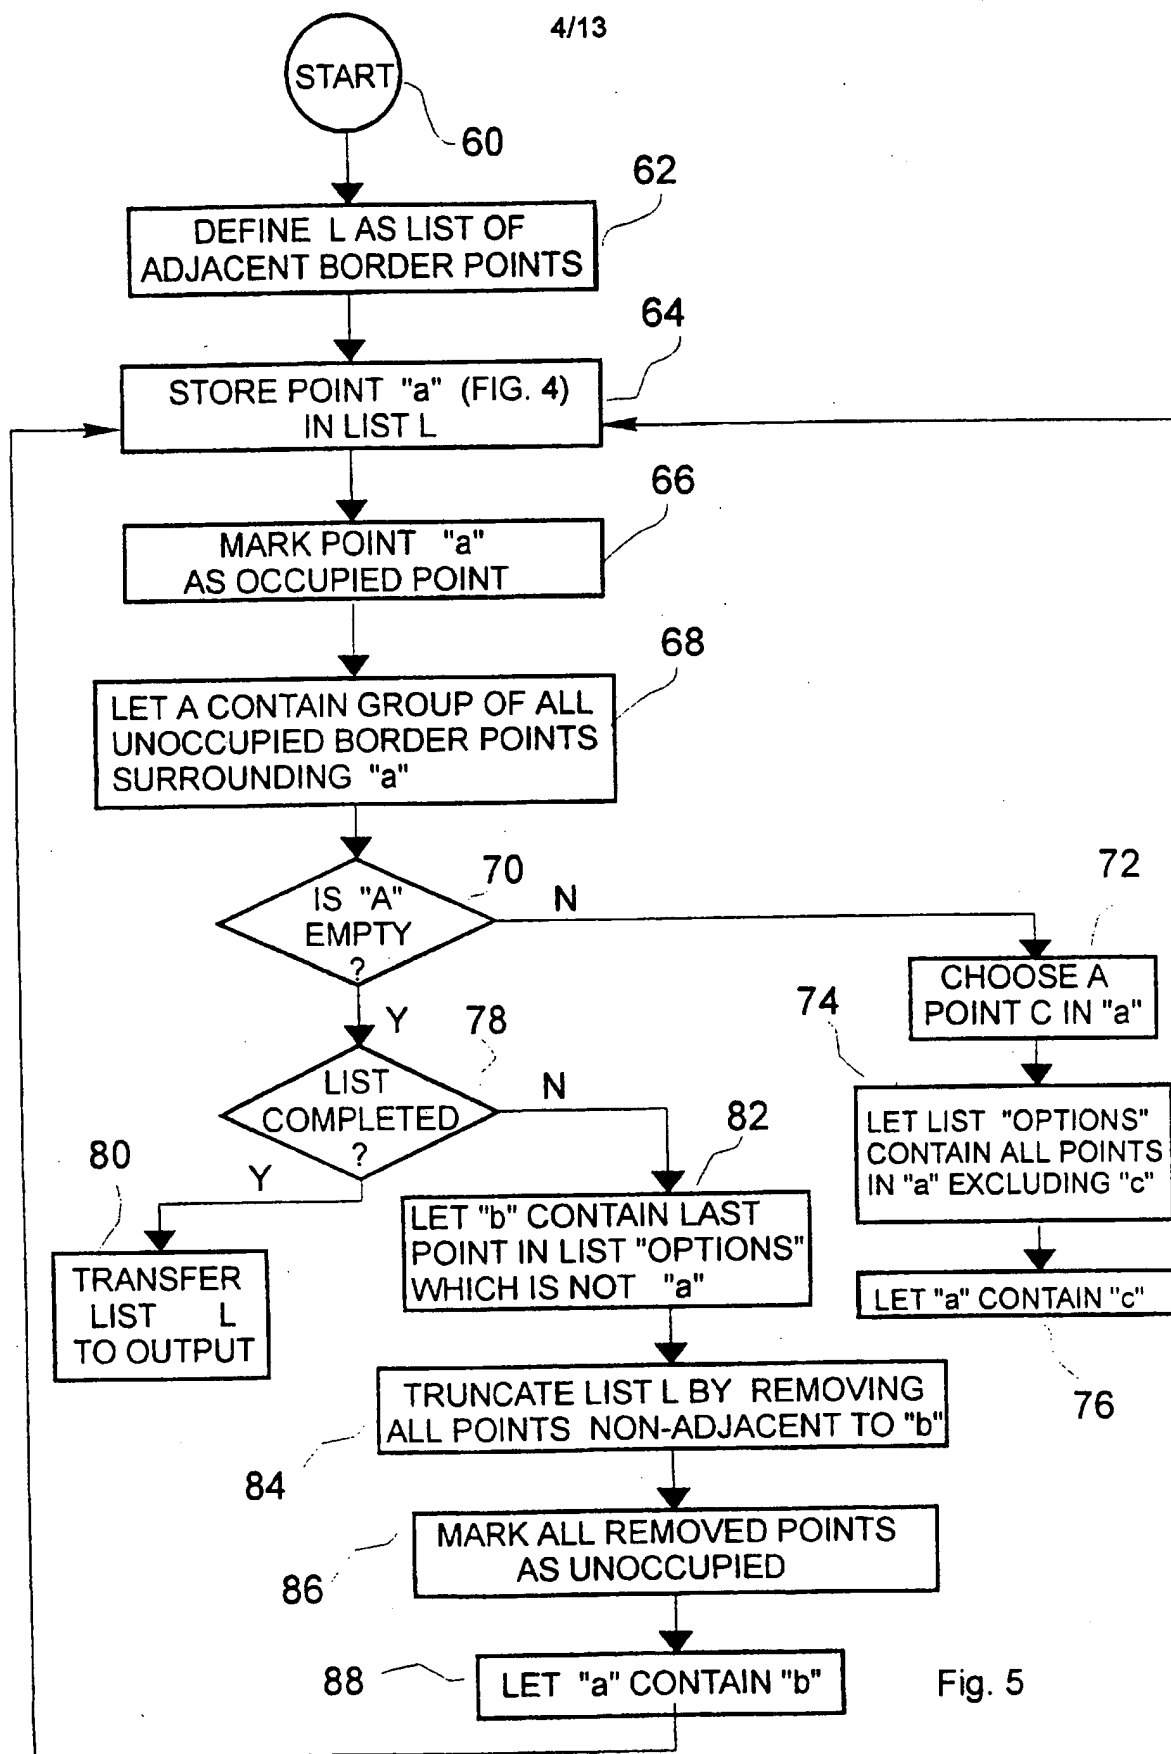 4/13
START
60
62
DEFINE L AS LIST OF
ADJACENT BORDER POINTS
64
STORE POINT "a" (FIG. 4)
IN LIST L
66
MARK POINT "a"
AS OCCUPIED POINT
68
LET A CONTAIN GROUP OF ALL
UNOCCUPIED BORDER POINTS
SURROUNDING "a"
70
IS "A"
EMPTY
?
N
Y
72
CHOOSE A
POINT C IN "a"
74
LET LIST "OPTIONS"
CONTAIN ALL POINTS
IN "a" EXCLUDING "c"
LET "a" CONTAIN "c"
76
78
LIST
COMPLETED
?
N
Y
80
TRANSFER
LIST L
TO OUTPUT
82
LET "b" CONTAIN LAST
POINT IN LIST "OPTIONS"
WHICH IS NOT "a"
TRUNCATE LIST L BY REMOVING
ALL POINTS NON-ADJACENT TO "b"
84
MARK ALL REMOVED POINTS
AS UNOCCUPIED
86
88
LET "a" CONTAIN "b"
Fig. 5